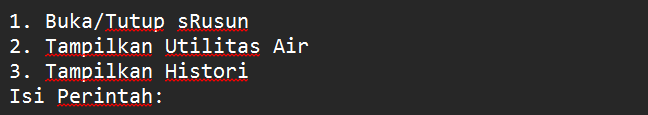 1. Buka/Tutup sRusun
2. Tampilkan Utilitas Air
3. Tampilkan Histori
Isi Perintah: